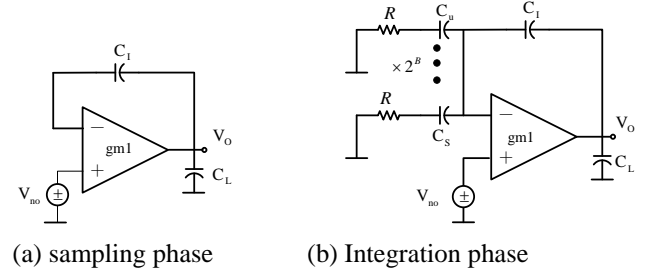 C_I
−
gm1
+
V_O
C_L
V_no
±
(a) sampling phase
R
C_u
C_I
× 2^B
R
C_S
−
gm1
+
V_O
C_L
V_no
±
(b) Integration phase